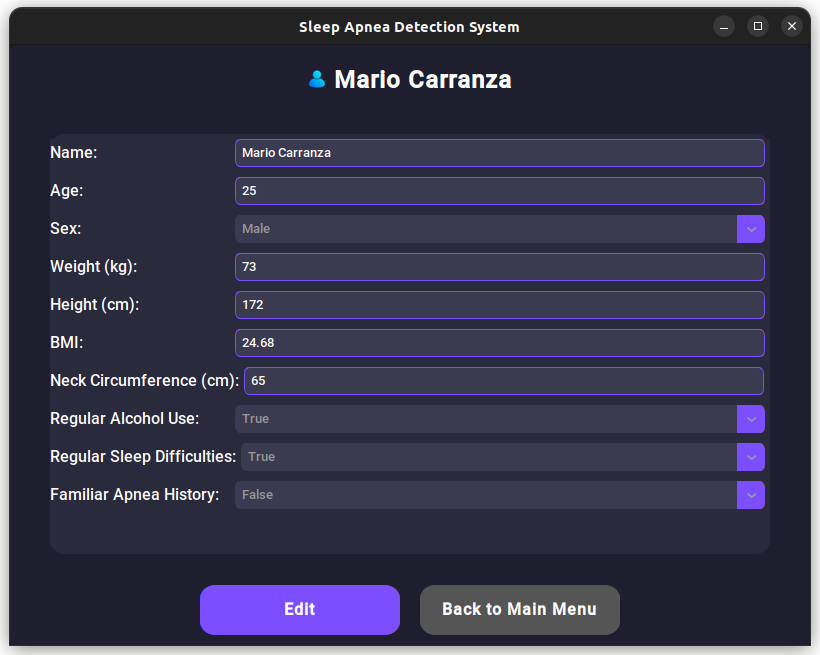 Sleep Apnea Detection System
Mario Carranza
Name: Mario Carranza
Age: 25
Sex: Male
Weight (kg): 73
Height (cm): 172
BMI: 24.68
Neck Circumference (cm): 65
Regular Alcohol Use: True
Regular Sleep Difficulties: True
Familiar Apnea History: False
Edit Back to Main Menu